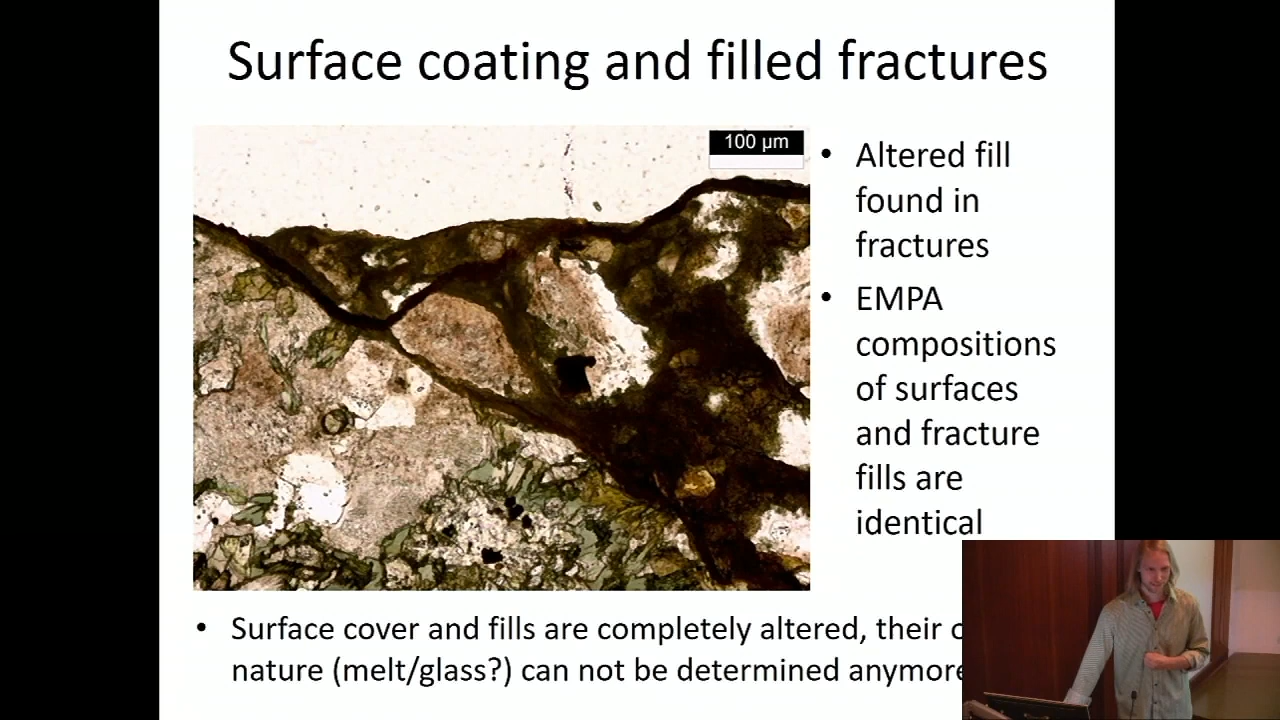 Surface coating and filled fractures
100 µm
• Altered fill
found in
fractures
• EMPA
compositions
of surfaces
and fracture
fills are
identical
• Surface cover and fills are completely altered, their
nature (melt/glass?) can not be determined anymore